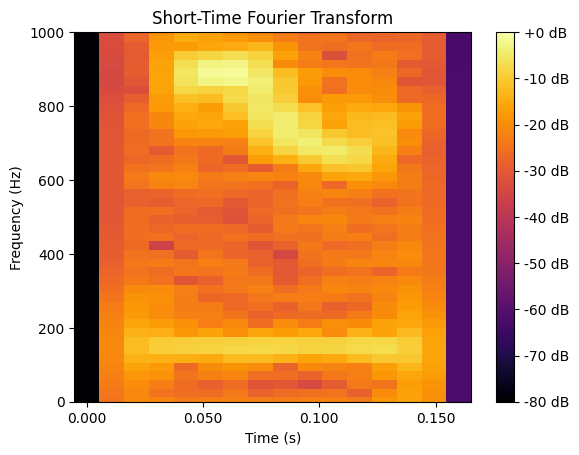 Short-Time Fourier Transform
1000
800
600
400
200
0
Frequency (Hz)
0.000
0.050
0.100
0.150
Time (s)
+0 dB
-10 dB
-20 dB
-30 dB
-40 dB
-50 dB
-60 dB
-70 dB
-80 dB